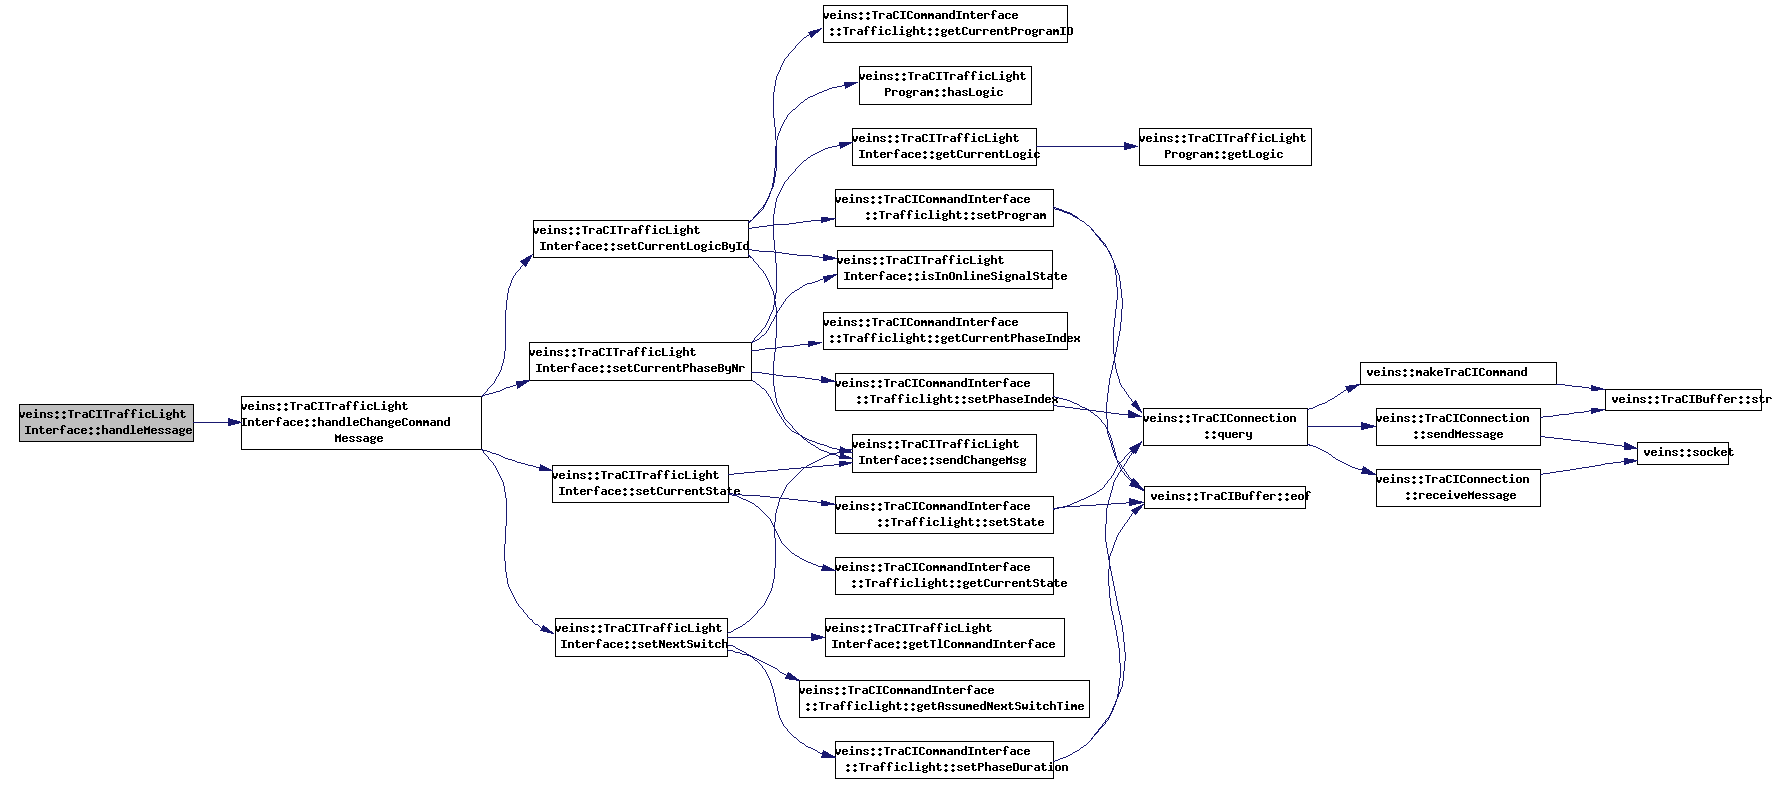 veins::TraCITrafficLight
Interface::handleMessage
veins::TraCITrafficLight
Interface::handleChangeCommand
Message
veins::TraCITrafficLight
Interface::setCurrentLogicById
veins::TraCITrafficLight
Interface::setCurrentPhaseByNr
veins::TraCITrafficLight
Interface::setCurrentState
veins::TraCITrafficLight
Interface::setNextSwitch
veins::TraCICommandInterface
::Trafficlight::getCurrentProgramID
veins::TraCITrafficLight
Program::hasLogic
veins::TraCITrafficLight
Interface::getCurrentLogic
veins::TraCICommandInterface
::Trafficlight::setProgram
veins::TraCITrafficLight
Interface::isInOnlineSignalState
veins::TraCICommandInterface
::Trafficlight::getCurrentPhaseIndex
veins::TraCICommandInterface
::Trafficlight::setPhaseIndex
veins::TraCITrafficLight
Interface::sendChangeMsg
veins::TraCICommandInterface
::Trafficlight::setState
veins::TraCICommandInterface
::Trafficlight::getCurrentState
veins::TraCITrafficLight
Interface::getTlCommandInterface
veins::TraCICommandInterface
::Trafficlight::getAssumedNextSwitchTime
veins::TraCICommandInterface
::Trafficlight::setPhaseDuration
veins::TraCITrafficLight
Program::getLogic
veins::TraCIConnection
::query
veins::TraCIBuffer::eof
veins::makeTraCICommand
veins::TraCIConnection
::sendMessage
veins::TraCIConnection
::receiveMessage
veins::TraCIBuffer::str
veins::socket